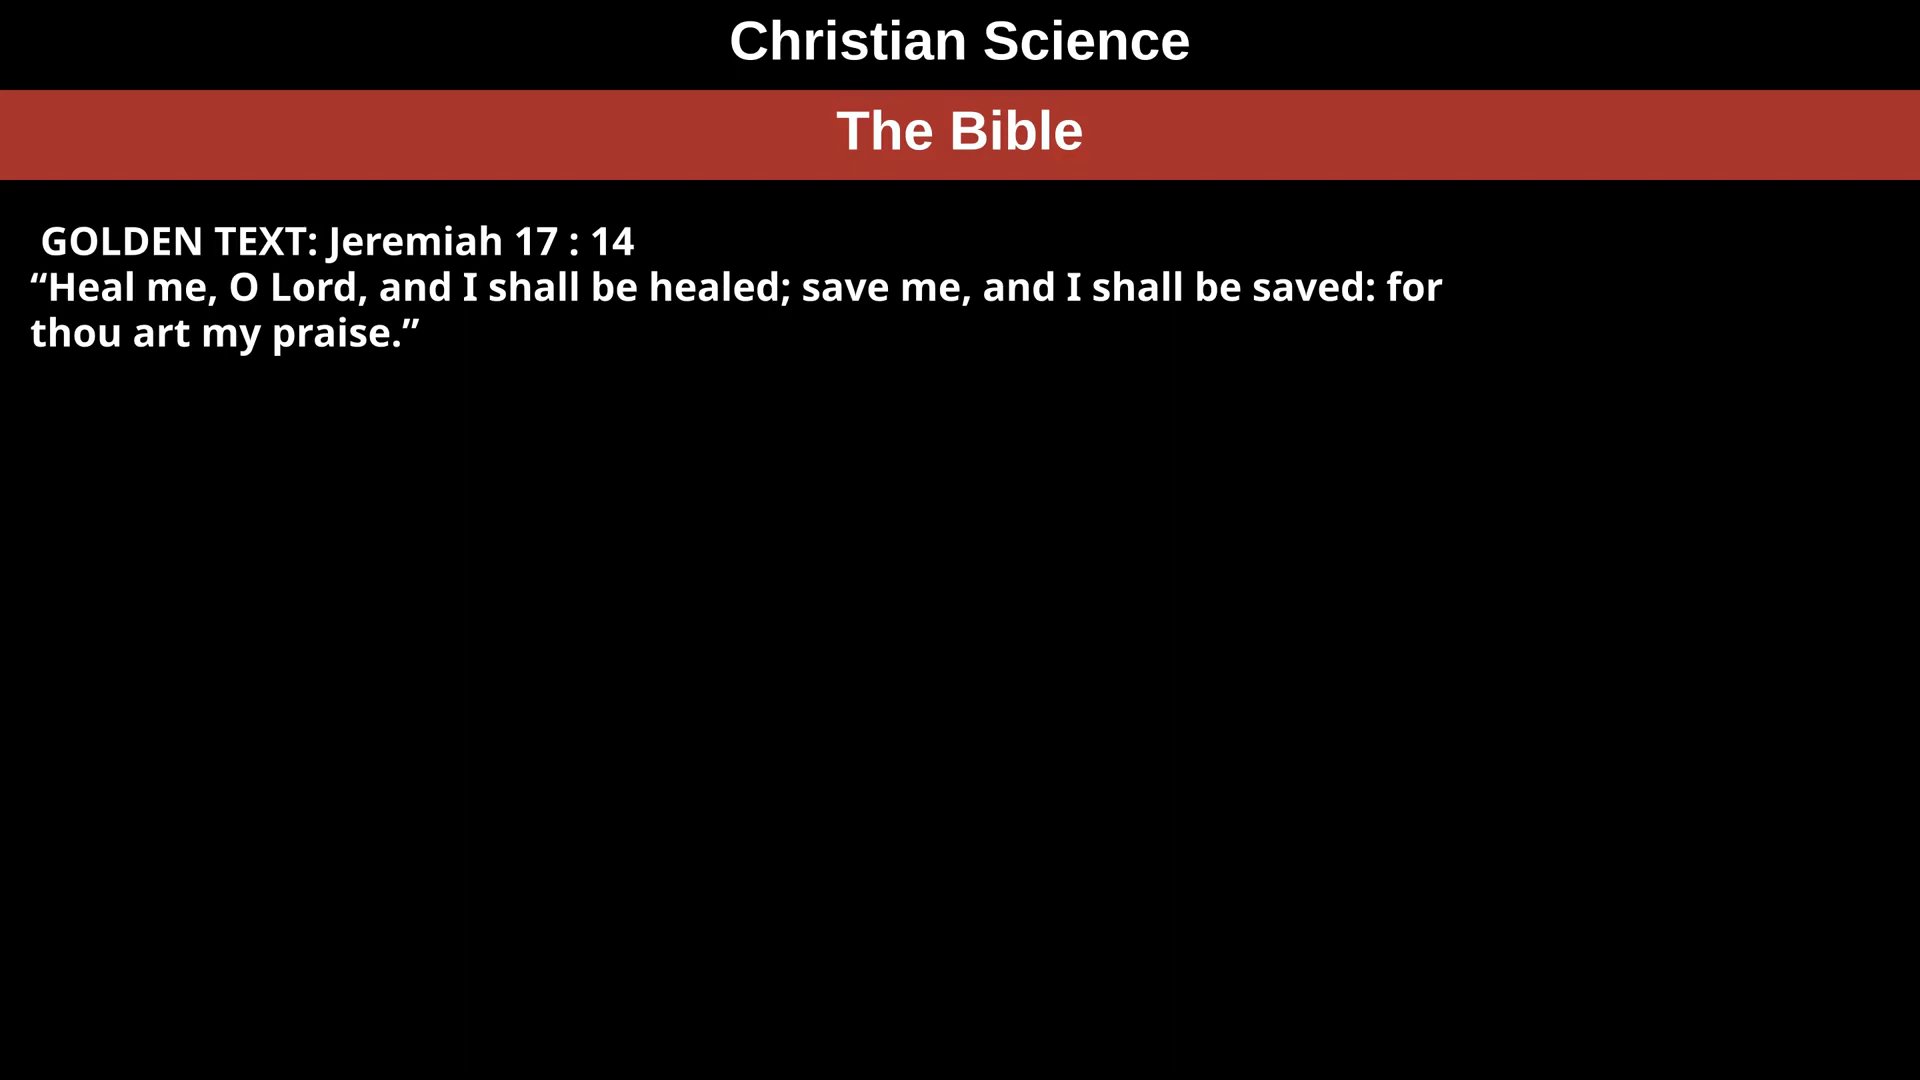 Christian Science
The Bible
GOLDEN TEXT: Jeremiah 17 : 14
“Heal me, O Lord, and I shall be healed; save me, and I shall be saved: for
thou art my praise.”